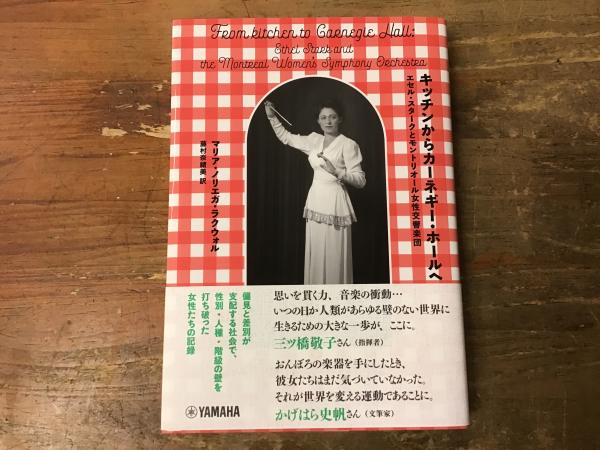 From Kitchen to Carnegie Hall:
Ethel Stark and
the Montreal Women's Symphony Orchestra
キッチンからカーネギー・ホールへ
エセル・スタークとモントリオール女性交響楽団
マリア・ノリエガ・ラクウォル
藤村奈緒美 訳
偏見と差別が
支配する社会で、
性別・人種・階級の壁を
打ち破った
女性たちの記録
思いを貫く力、音楽の衝動…
いつの日か人類があらゆる壁のない世界に
生きるための大きな一歩が、ここに。
三ツ橋敬子さん（指揮者）
おんぼろの楽器を手にしたとき、
彼女たちはまだ気づいていなかった。
それが世界を変える運動であることに。
かげはら史帆さん（文筆家）
YAMAHA